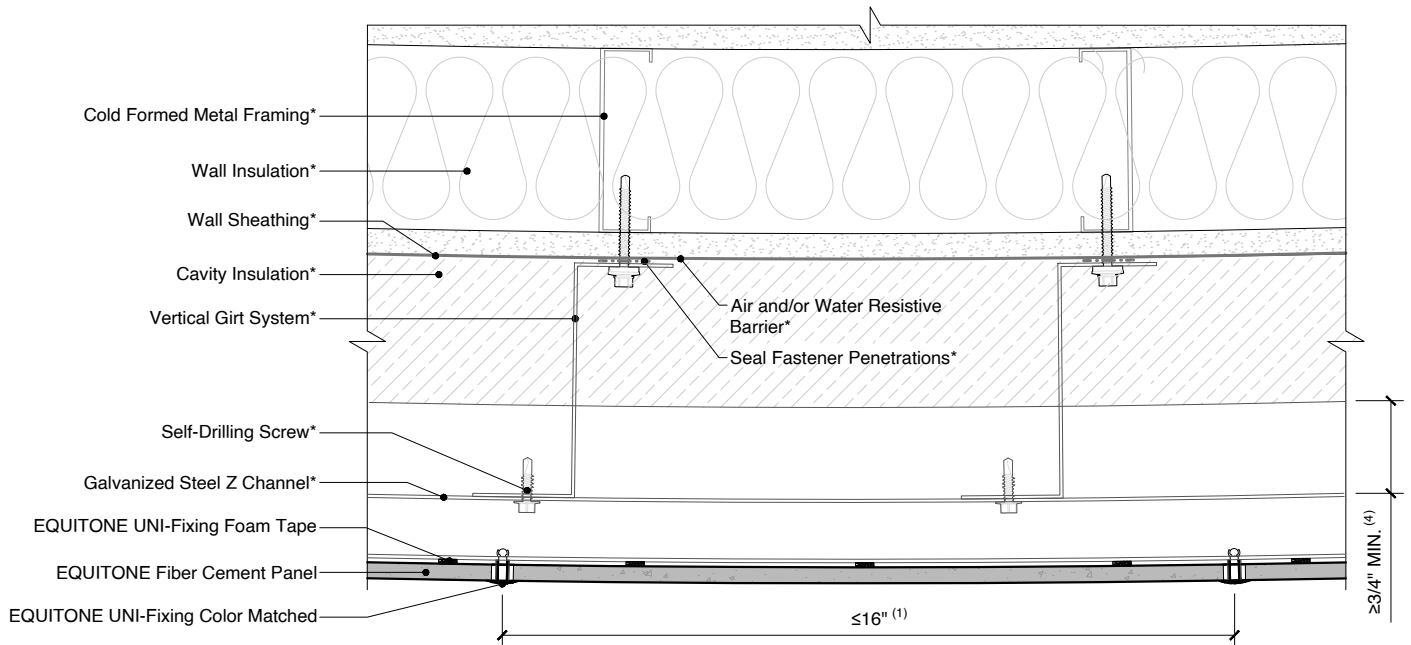 Cold Formed Metal Framing*
Wall Insulation*
Wall Sheathing*
Cavity Insulation*
Vertical Girt System*
Air and/or Water Resistive
Barrier*
Seal Fastener Penetrations*
Self-Drilling Screw*
Galvanized Steel Z Channel*
EQUITONE UNI-Fixing Foam Tape
EQUITONE Fiber Cement Panel
EQUITONE UNI-Fixing Color Matched
≤16" (1)
≥3/4" MIN. (4)